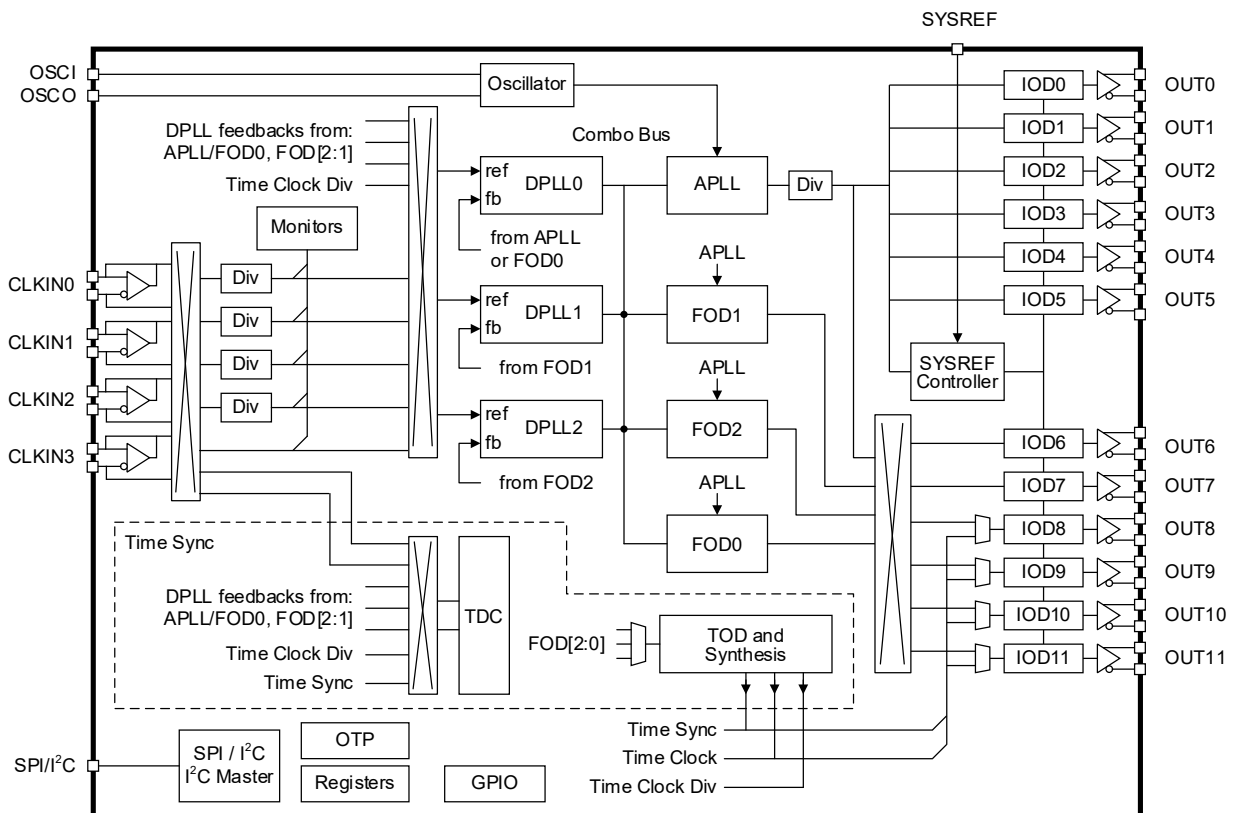 SYSREF
OSCI
OSCO
Oscillator
DPLL feedbacks from:
APLL/FOD0, FOD[2:1]
Time Clock Div
Monitors
Combo Bus
ref
fb
DPLL0
from APLL
or FOD0
APLL
Div
IOD0
OUT0
IOD1
OUT1
IOD2
OUT2
IOD3
OUT3
IOD4
OUT4
IOD5
OUT5
CLKIN0
CLKIN1
CLKIN2
CLKIN3
Div
Div
Div
Div
ref
fb
DPLL1
from FOD1
APLL
FOD1
SYSREF
Controller
ref
fb
DPLL2
from FOD2
APLL
FOD2
APLL
FOD0
IOD6
OUT6
IOD7
OUT7
IOD8
OUT8
IOD9
OUT9
IOD10
OUT10
IOD11
OUT11
Time Sync
DPLL feedbacks from:
APLL/FOD0, FOD[2:1]
Time Clock Div
Time Sync
TDC
FOD[2:0]
TOD and
Synthesis
Time Sync
Time Clock
Time Clock Div
SPI/I²C
SPI / I²C
I²C Master
OTP
Registers
GPIO